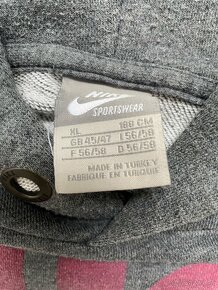 NIKE
SPORTSWEAR
XL 188 CM
GB 45/47 I 56/58
F 56/58 D 56/58
MADE IN TURKEY
FABRIQUE EN TURQUIE